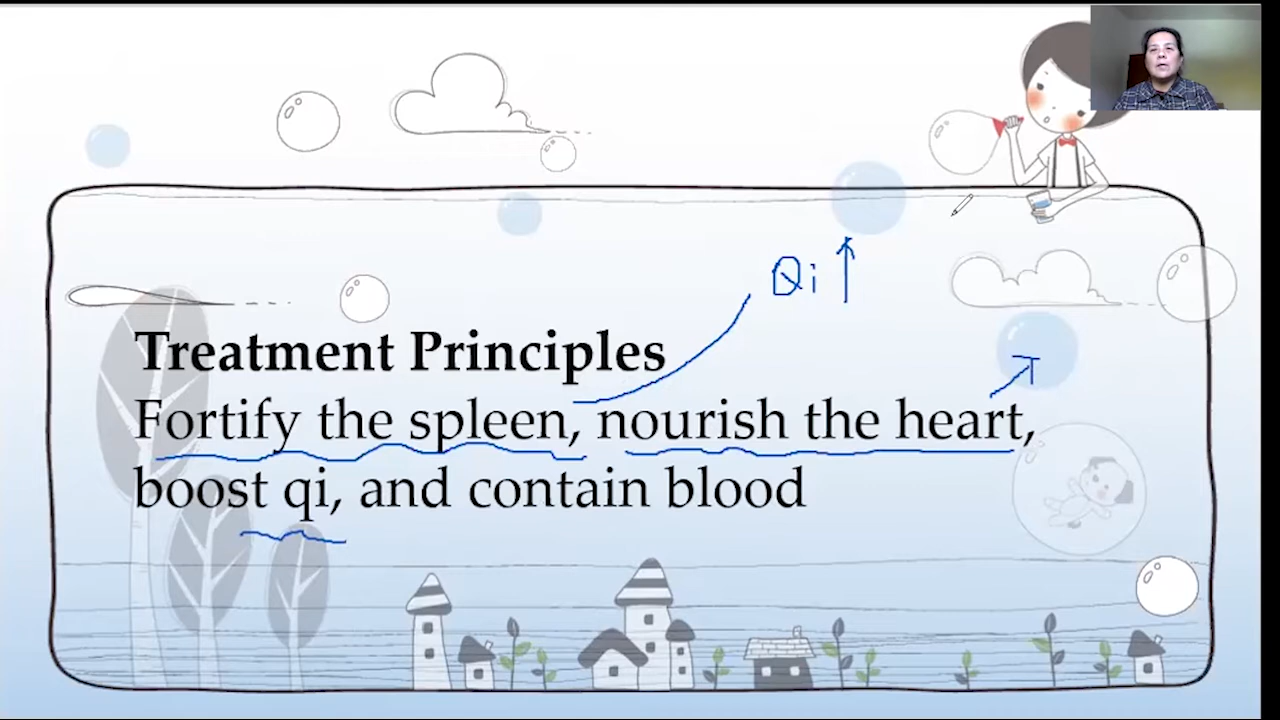 Qi ↑
Treatment Principles
Fortify the spleen, nourish the heart,
boost qi, and contain blood